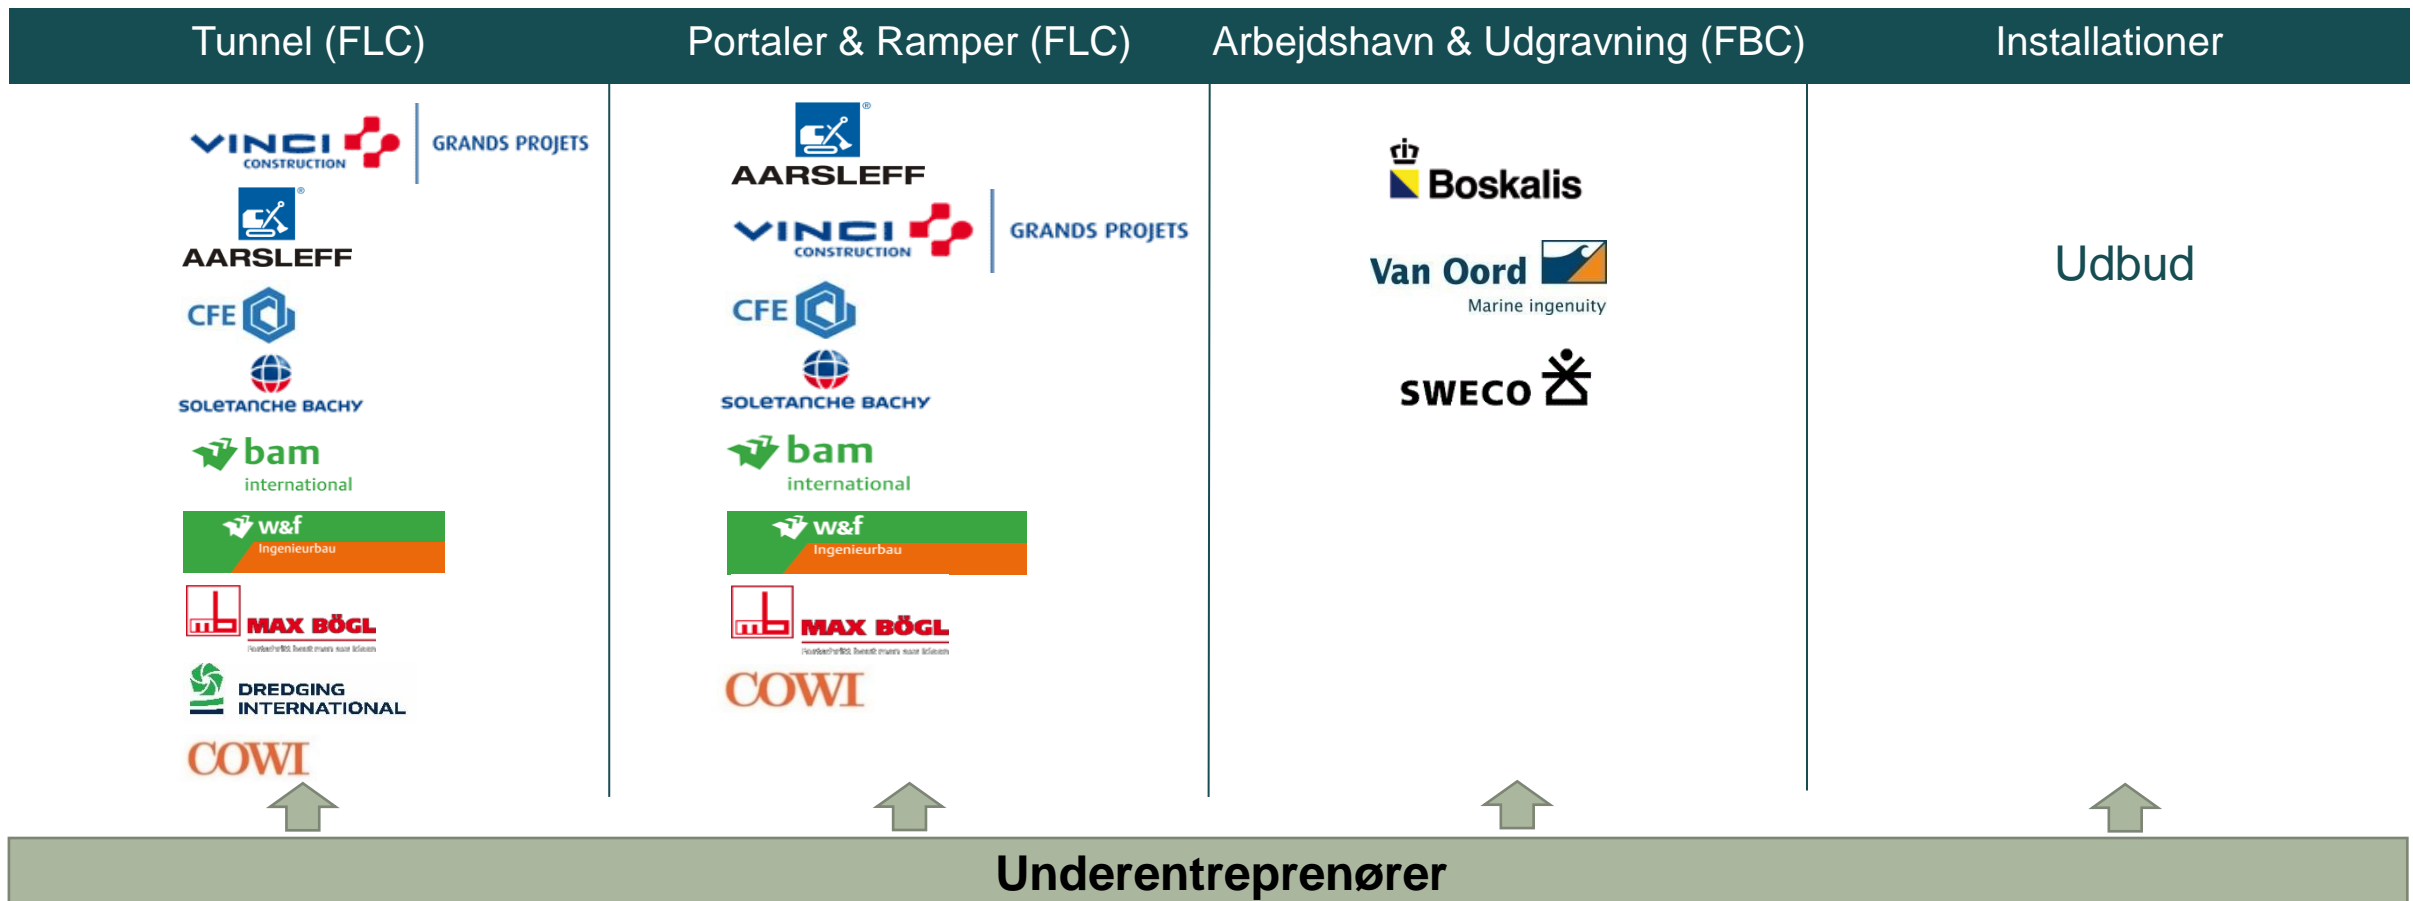 Tunnel (FLC)
Portaler & Ramper (FLC)
Arbejdshavn & Udgravning (FBC)
Installationer
VINCI
CONSTRUCTION
GRANDS PROJETS
®
AARSLEFF
CFE
SOLETANCHE BACHY
bam
international
w&f
Ingenieurbau
MAX BÖGL
DREDGING
INTERNATIONAL
COWI
®
AARSLEFF
VINCI
CONSTRUCTION
GRANDS PROJETS
CFE
SOLETANCHE BACHY
bam
international
w&f
Ingenieurbau
MAX BÖGL
COWI
Boskalis
Van Oord
Marine ingenuity
SWECO
Udbud
Underentreprenører